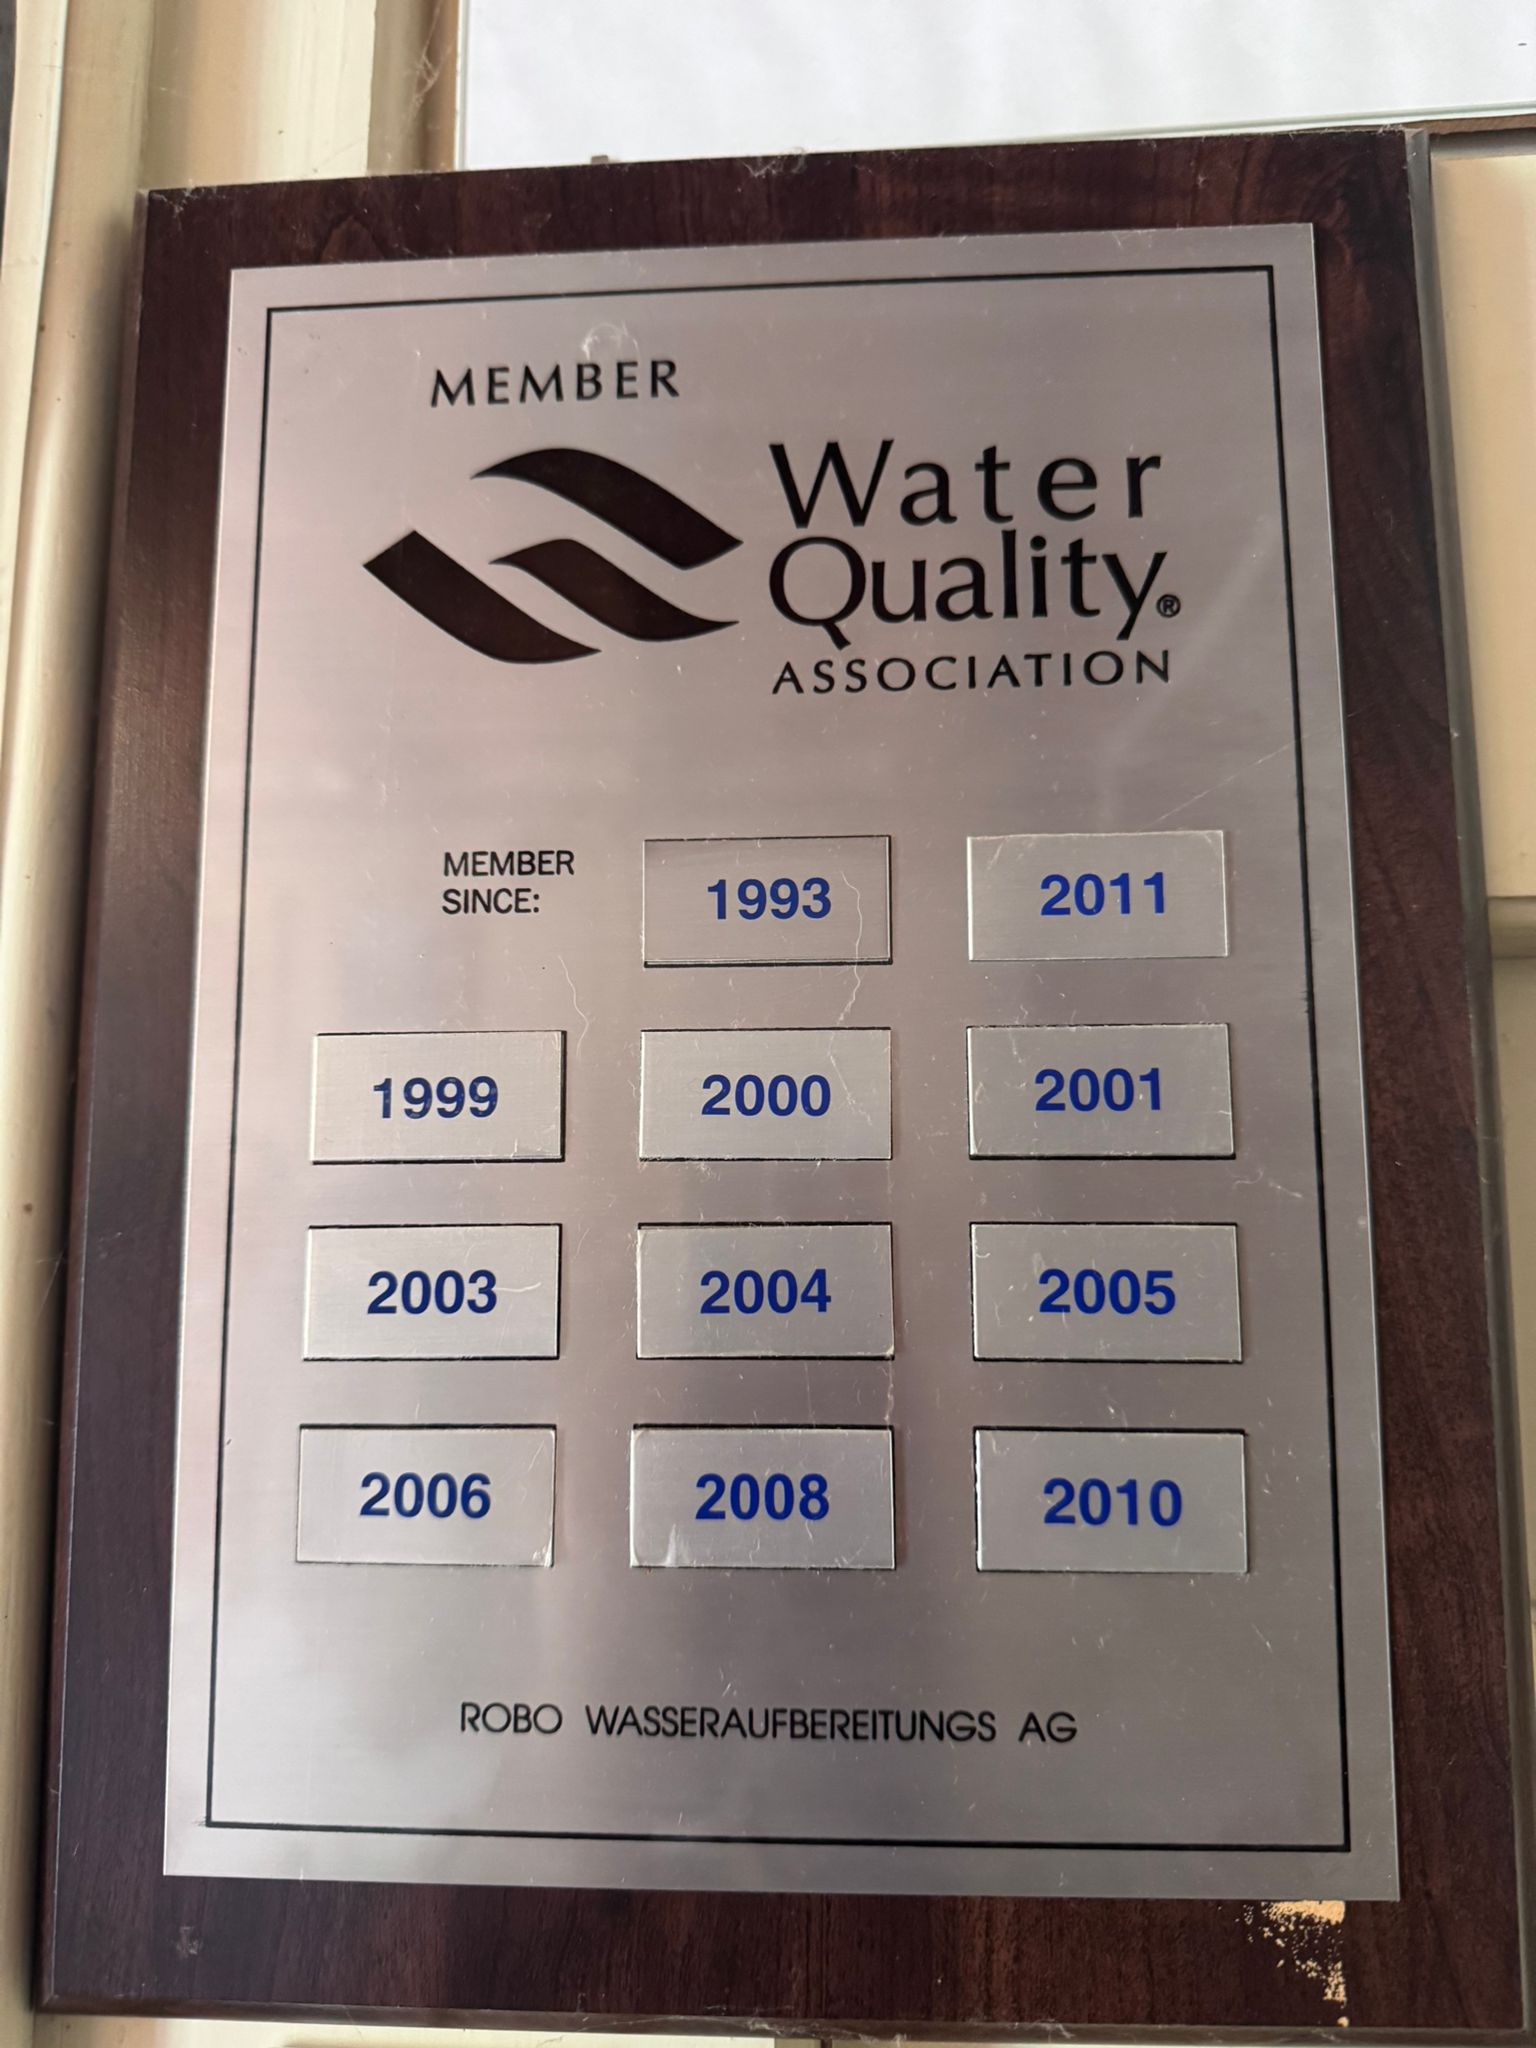 MEMBER
Water
Quality®
ASSOCIATION
MEMBER
SINCE:
1993 2011
1999 2000 2001
2003 2004 2005
2006 2008 2010
ROBO WASSERAUFBEREITUNGS AG